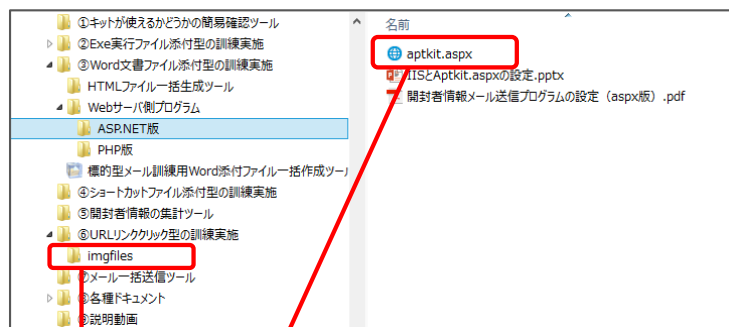 ①キットが使えるかどうかの簡易確認ツール
②Exe実行ファイル添付型の訓練実施
③Word文書ファイル添付型の訓練実施
HTMLファイル一括生成ツール
Webサーバ側プログラム
ASP.NET版
PHP版
標的型メール訓練用Word添付ファイル一括作成ツール
④ショートカットファイル添付型の訓練実施
⑤開封者情報の集計ツール
⑥URLリンククリック型の訓練実施
imgfiles
⑦メール一括送信ツール
⑧各種ドキュメント
⑨説明動画
名前
aptkit.aspx
IISとAptkit.aspxの設定.pptx
開封者情報メール送信プログラムの設定（aspx版）.pdf